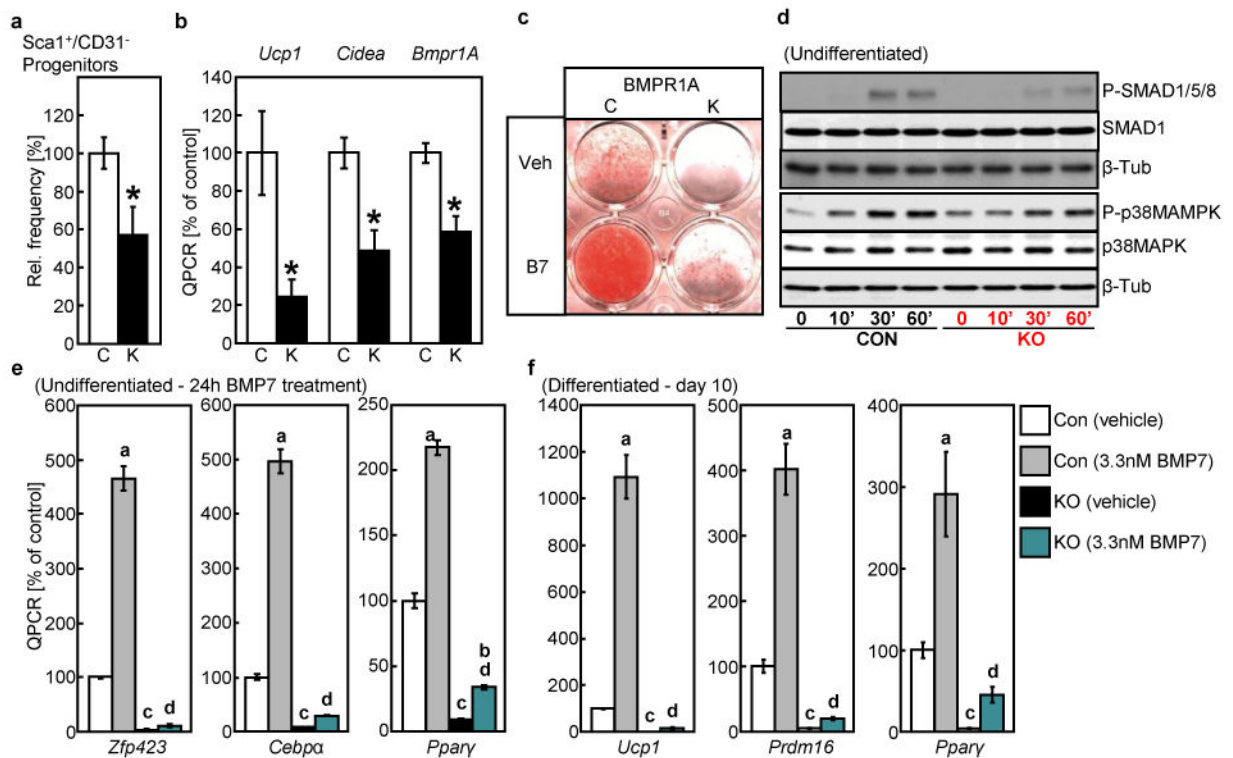 a
Sca1⁺/CD31⁻
Progenitors
Rel. frequency [%]
120
100
80
60
40
20
0
*
C K
b
Ucp1 Cidea Bmpr1A
QPCR [% of control]
140
120
100
80
60
40
20
0
* * *
C K C K C K
c
BMPR1A
C K
Veh
B7
d
(Undifferentiated)
P-SMAD1/5/8
SMAD1
β-Tub
P-p38MAMPK
p38MAPK
β-Tub
0 10' 30' 60' 0 10' 30' 60'
CON KO
e
(Undifferentiated - 24h BMP7 treatment)
QPCR [% of control]
600
500
400
300
200
100
0
a
c
d
Zfp423
600
500
400
300
200
100
0
a
c
d
Cebpα
250
200
150
100
50
0
a
b
c
d
Pparγ
f
(Differentiated - day 10)
1400
1200
1000
800
600
400
200
0
a
c
d
Ucp1
500
400
300
200
100
0
a
c
d
Prdm16
400
300
200
100
0
a
c
d
Pparγ
Con (vehicle)
Con (3.3nM BMP7)
KO (vehicle)
KO (3.3nM BMP7)